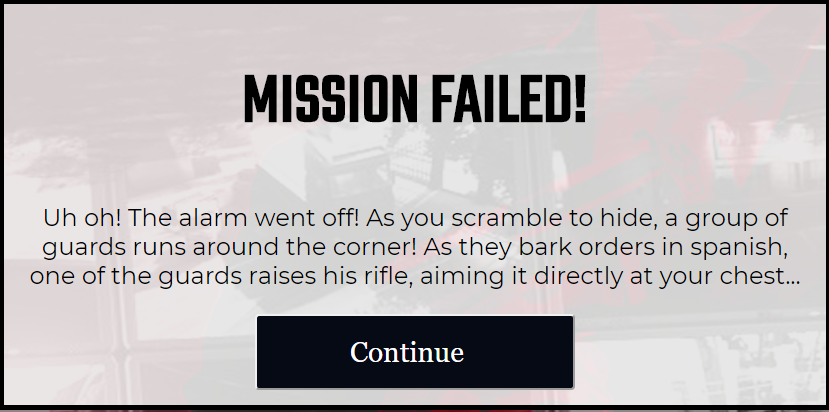 MISSION FAILED!
Uh oh! The alarm went off! As you scramble to hide, a group of
guards runs around the corner! As they bark orders in spanish,
one of the guards raises his rifle, aiming it directly at your chest...
Continue